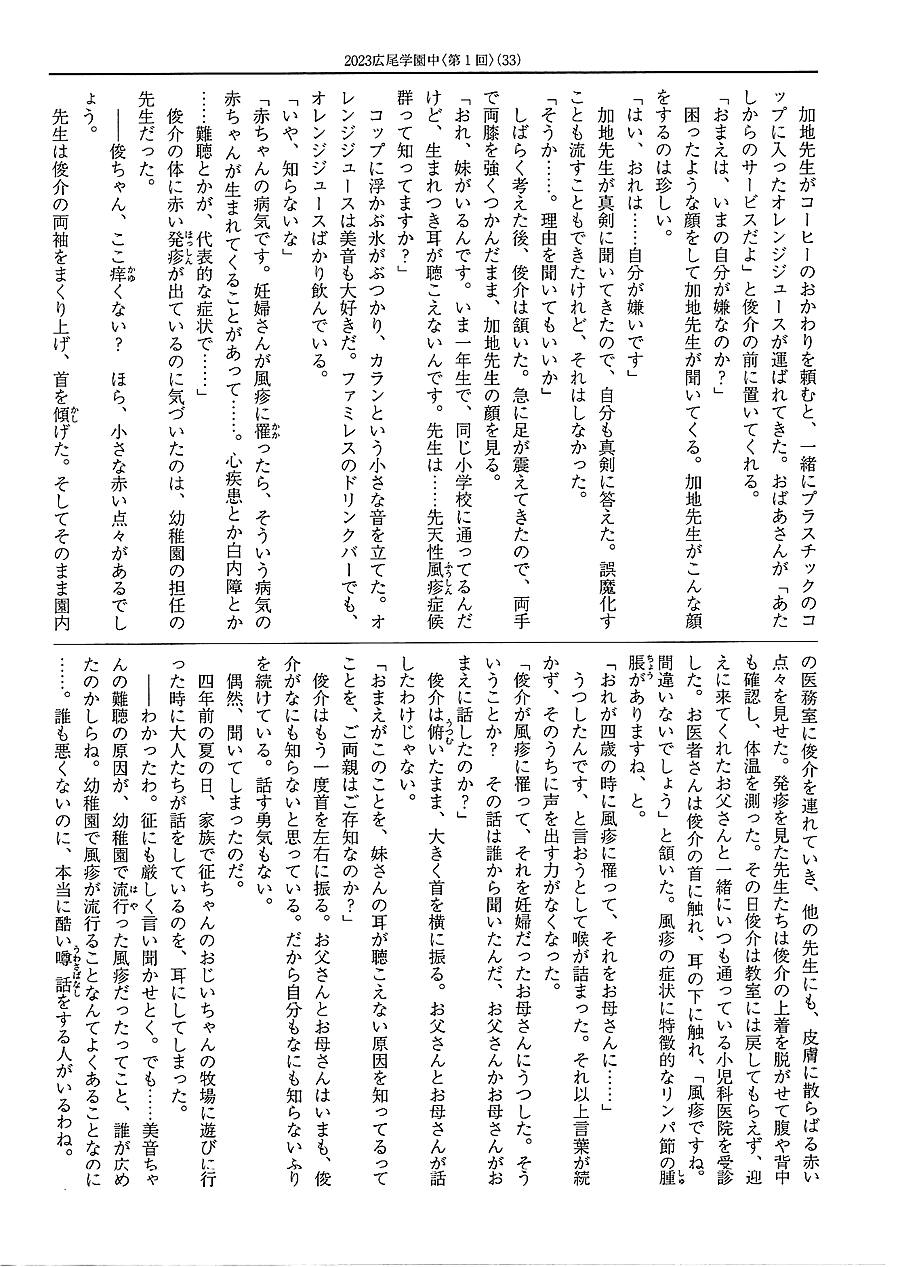 2023広尾学園中〈第1回〉(33)
加地先生がコーヒーのおかわりを頼むと、一緒にプラスチックのコ
ップに入ったオレンジジュースが運ばれてきた。おばあさんが「あた
しからのサービスだよ」と俊介の前に置いてくれる。
「おまえは、いまの自分が嫌なのか？」
困ったような顔をして加地先生が聞いてくる。加地先生がこんな顔
をするのは珍しい。
「はい、おれは……自分が嫌いです」
加地先生が真剣に聞いてきたので、自分も真剣に答えた。誤魔化す
ことも流すこともできたけれど、それはしなかった。
「そうか……。理由を聞いてもいいか」
しばらく考えた後、俊介は頷いた。急に足が震えてきたので、両手
で両膝を強くつかんだまま、加地先生の顔を見る。
「おれ、妹がいるんです。いま一年生で、同じ小学校に通ってるんだ
けど、生まれつき耳が聴こえないんです。先生は……先天性風疹症候
群って知ってますか？」
コップに浮かぶ氷がぶつかり、カランという小さな音を立てた。オ
レンジジュースは美音も大好きだ。ファミレスのドリンクバーでも、
オレンジジュースばかり飲んでいる。
「いや、知らないな」
「赤ちゃんの病気です。妊婦さんが風疹に罹ったら、そういう病気の
赤ちゃんが生まれてくることがあって……。心疾患とか白内障とか
……難聴とかが、代表的な症状で……」
俊介の体に赤い発疹が出ているのに気づいたのは、幼稚園の担任の
先生だった。
――俊ちゃん、ここ痒くない？　ほら、小さな赤い点々があるでし
ょう。
先生は俊介の両袖をまくり上げ、首を傾げた。そしてそのまま園内
の医務室に俊介を連れていき、他の先生にも、皮膚に散らばる赤い
点々を見せた。発疹を見た先生たちは俊介の上着を脱がせて腹や背中
も確認し、体温を測った。その日俊介は教室には戻してもらえず、迎
えに来てくれたお父さんと一緒にいつも通っている小児科医院を受診
した。お医者さんは俊介の首に触れ、耳の下に触れ、「風疹ですね。
間違いないでしょう」と頷いた。風疹の症状に特徴的なリンパ節の腫
脹がありますね、と。
「おれが四歳の時に風疹に罹って、それをお母さんに……」
うつしたんです、と言おうとして喉が詰まった。それ以上言葉が続
かず、そのうちに声を出す力がなくなった。
「俊介が風疹に罹って、それを妊婦だったお母さんにうつした。そう
いうことか？　その話は誰から聞いたんだ、お父さんかお母さんがお
まえに話したのか？」
俊介は俯いたまま、大きく首を横に振る。お父さんとお母さんが話
したわけじゃない。
「おまえがこのことを、妹さんの耳が聴こえない原因を知ってるって
ことを、ご両親はご存知なのか？」
俊介はもう一度首を左右に振る。お父さんとお母さんはいまも、俊
介がなにも知らないと思っている。だから自分もなにも知らないふり
を続けている。話す勇気もない。
偶然、聞いてしまったのだ。
四年前の夏の日、家族で征ちゃんのおじいちゃんの牧場に遊びに行
った時に大人たちが話をしているのを、耳にしてしまった。
――わかったわ。征にも厳しく言い聞かせとく。でも……美音ちゃ
んの難聴の原因が、幼稚園で流行った風疹だったってこと、誰が広め
たのかしらね。幼稚園で風疹が流行ることなんてよくあることなのに
……。誰も悪くないのに、本当に酷い噂話をする人がいるわね。